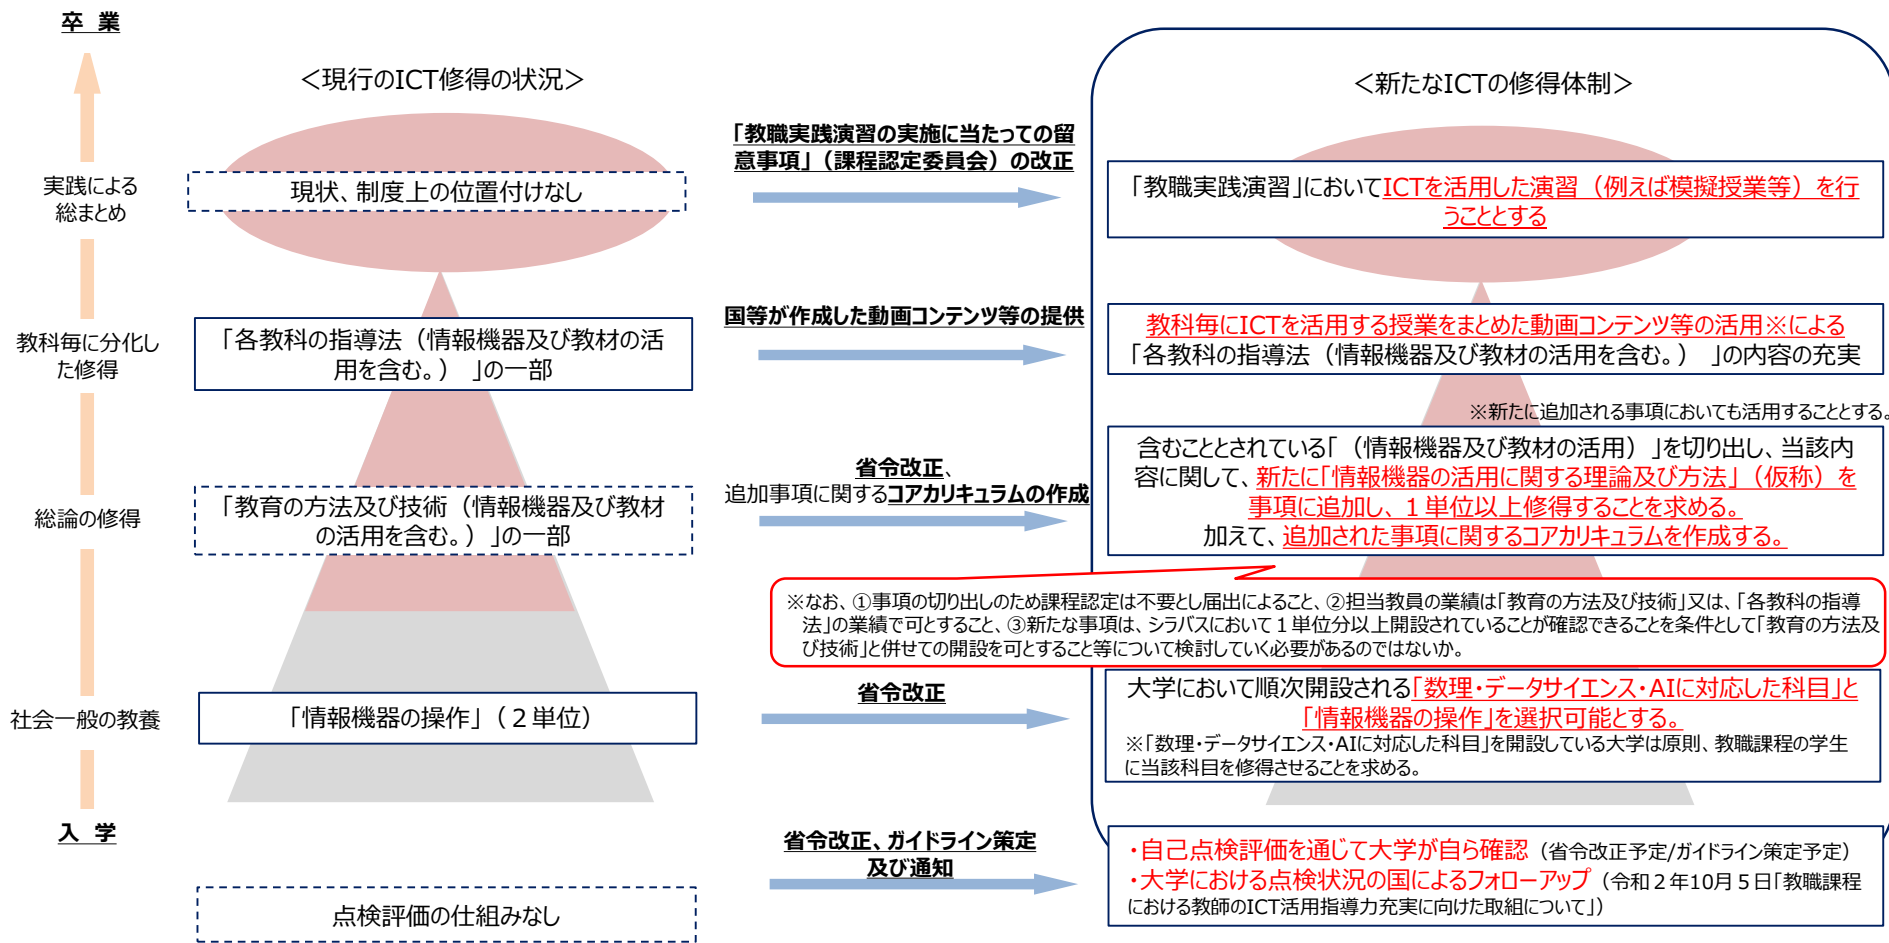 卒 業
＜現行のICT修得の状況＞
＜新たなICTの修得体制＞
実践による
総まとめ
現状、制度上の位置付けなし
「教職実践演習の実施に当たっての留
意事項」（課程認定委員会）の改正
「教職実践演習」においてICTを活用した演習（例えば模擬授業等）を行
うこととする
教科毎に分化し
た修得
「各教科の指導法（情報機器及び教材の活
用を含む。）」の一部
国等が作成した動画コンテンツ等の提供
教科毎にICTを活用する授業をまとめた動画コンテンツ等の活用※による
「各教科の指導法（情報機器及び教材の活用を含む。）」の内容の充実
※新たに追加される事項においても活用することとする。
総論の修得
「教育の方法及び技術（情報機器及び教材
の活用を含む。）」の一部
省令改正、
追加事項に関するコアカリキュラムの作成
含むこととされている「（情報機器及び教材の活用）」を切り出し、当該内
容に関して、新たに「情報機器の活用に関する理論及び方法」（仮称）を
事項に追加し、１単位以上修得することを求める。
加えて、追加された事項に関するコアカリキュラムを作成する。
※なお、①事項の切り出しのため課程認定は不要とし届出によること、②担当教員の業績は「教育の方法及び技術」又は、「各教科の指導
法」の業績で可とすること、③新たな事項は、シラバスにおいて１単位分以上開設されていることが確認できることを条件として「教育の方法及
び技術」と併せての開設を可とすること等について検討していく必要があるのではないか。
社会一般の教養
「情報機器の操作」（２単位）
省令改正
大学において順次開設される「数理・データサイエンス・AIに対応した科目」と
「情報機器の操作」を選択可能とする。
※「数理・データサイエンス・AIに対応した科目」を開設している大学は原則、教職課程の学生
に当該科目を修得させることを求める。
入 学
点検評価の仕組みなし
省令改正、ガイドライン策定
及び通知
・自己点検評価を通じて大学が自ら確認（省令改正予定/ガイドライン策定予定）
・大学における点検状況の国によるフォローアップ（令和２年10月５日「教職課程
における教師のICT活用指導力充実に向けた取組について」）